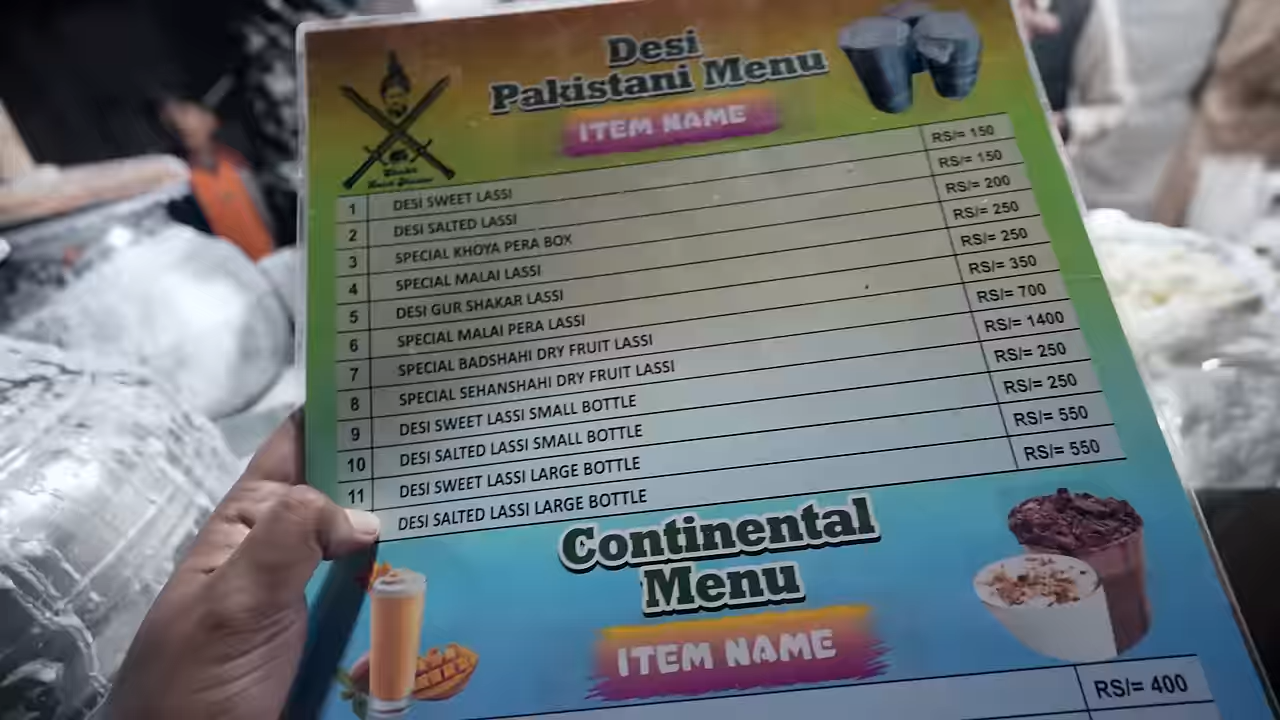 Desi
Pakistani Menu
ITEM NAME
1 DESI SWEET LASSI RS/= 150
2 DESI SALTED LASSI RS/= 150
3 SPECIAL KHOYA PERA BOX RS/= 200
4 SPECIAL MALAI LASSI RS/= 250
5 DESI GUR SHAKAR LASSI RS/= 250
6 SPECIAL MALAI PERA LASSI RS/= 350
7 SPECIAL BADSHAHI DRY FRUIT LASSI RS/= 700
8 SPECIAL SEHANSHAHI DRY FRUIT LASSI RS/= 1400
9 DESI SWEET LASSI SMALL BOTTLE RS/= 250
10 DESI SALTED LASSI SMALL BOTTLE RS/= 250
11 DESI SWEET LASSI LARGE BOTTLE RS/= 550
DESI SALTED LASSI LARGE BOTTLE RS/= 550
Continental
Menu
ITEM NAME
RS/= 400